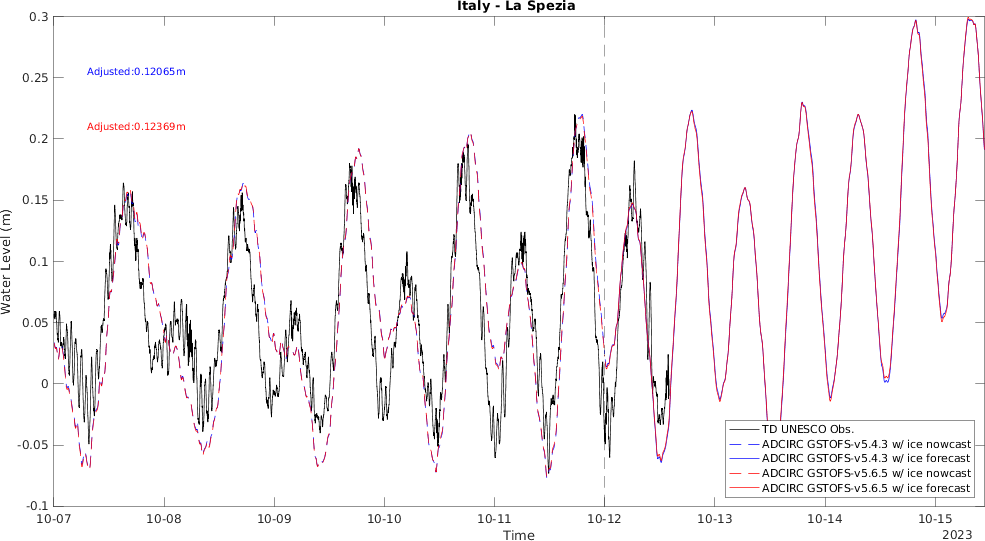 Italy - La Spezia
Adjusted:0.12065m
Adjusted:0.12369m
Water Level (m)
0.3
0.25
0.2
0.15
0.1
0.05
0
-0.05
-0.1
10-07 10-08 10-09 10-10 10-11 10-12 10-13 10-14 10-15
Time
2023
TD UNESCO Obs.
ADCIRC GSTOFS-v5.4.3 w/ ice nowcast
ADCIRC GSTOFS-v5.4.3 w/ ice forecast
ADCIRC GSTOFS-v5.6.5 w/ ice nowcast
ADCIRC GSTOFS-v5.6.5 w/ ice forecast